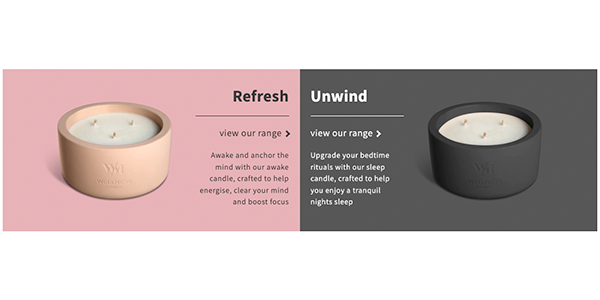 Refresh
view our range
Awake and anchor the
mind with our awake
candle, crafted to help
energise, clear your mind
and boost focus
Unwind
view our range
Upgrade your bedtime
rituals with our sleep
candle, crafted to help
you enjoy a tranquil
nights sleep